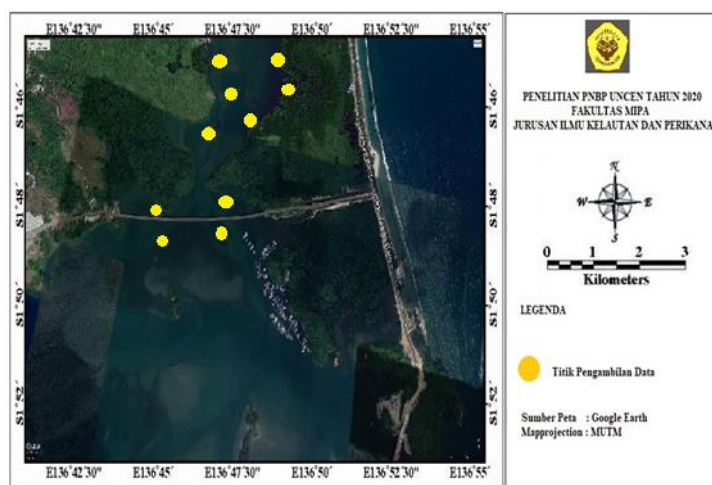 E136°42'30" E136°45' E136°47'30" E136°50' E136°52'30" E136°55'
S1°46'
S1°48'
S1°50'
S1°52'
S1°46'
S1°48'
S1°50'
S1°52'
E136°42'30" E136°45' E136°47'30" E136°50' E136°52'30" E136°55'
PENELITIAN PNBP UNCEN TAHUN 2020
FAKULTAS MIPA
JURUSAN ILMU KELAUTAN DAN PERIKANA
N
W E
S
0 1 2 3
Kilometers
LEGENDA
Titik Pengambilan Data
Sumber Peta : Google Earth
Mapprojection : MUTM